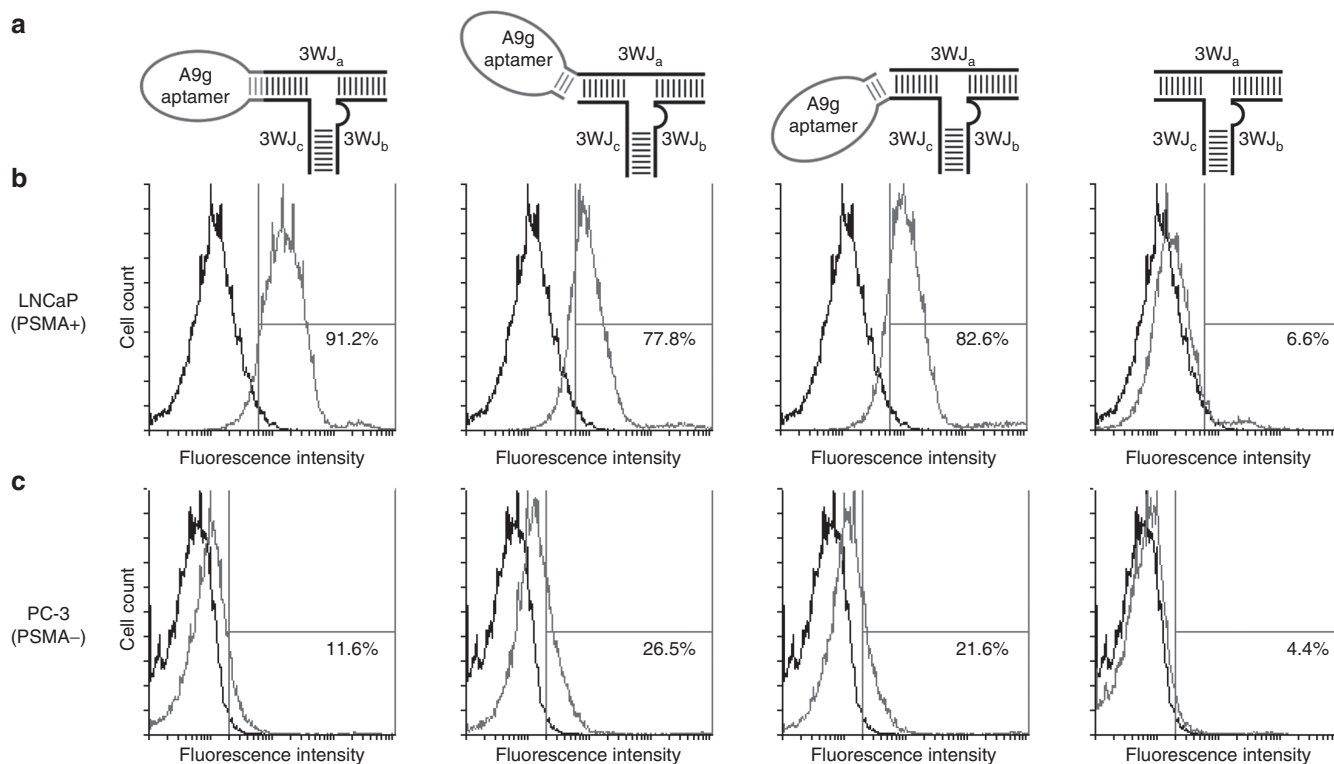 a
A9g
aptamer
3WJa
3WJc
3WJb
A9g
aptamer
3WJa
3WJc
3WJb
A9g
aptamer
3WJa
3WJc
3WJb
3WJa
3WJc
3WJb
b
LNCaP
(PSMA+)
Cell count
91.2%
77.8%
82.6%
6.6%
Fluorescence intensity
Fluorescence intensity
Fluorescence intensity
Fluorescence intensity
c
PC-3
(PSMA−)
Cell count
11.6%
26.5%
21.6%
4.4%
Fluorescence intensity
Fluorescence intensity
Fluorescence intensity
Fluorescence intensity